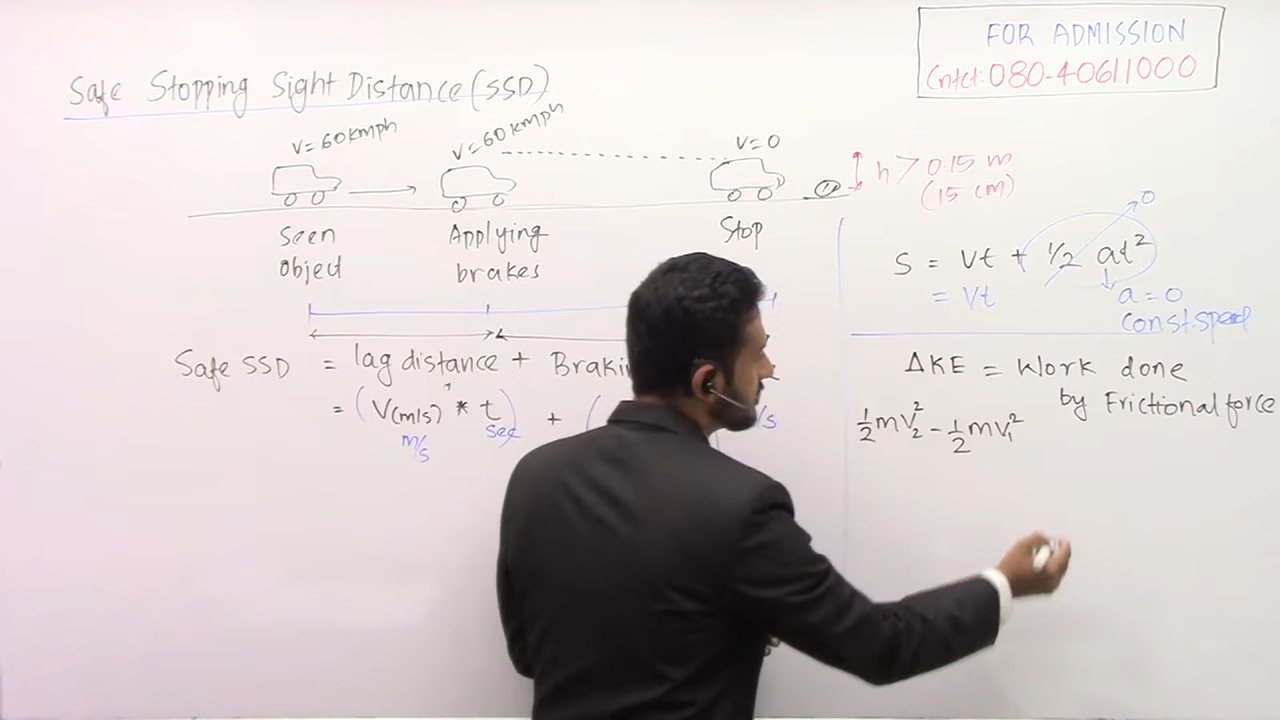 FOR ADMISSION
Cntct: 080-40611000
Safe Stopping Sight Distance (SSD)
V=60kmph
V=60kmph
V=0
h > 0.15 m
(15 cm)
Seen
object
Applying
brakes
Stop
S = Vt + 1/2 at² 0
= Vt
a = 0
Const. speed
Safe SSD = lag distance +
= (V(m/s) * t) + (
m/s sec
/s
ΔKE = Work done
by Frictional force
½mV₂² - ½mV₁²